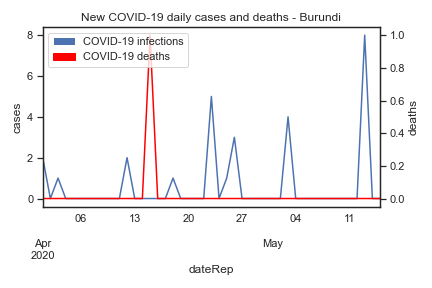 New COVID-19 daily cases and deaths - Burundi
COVID-19 infections
COVID-19 deaths
8
6
4
2
0
cases
1.0
0.8
0.6
0.4
0.2
0.0
deaths
06 13 20 27 04 11
Apr May
2020
dateRep